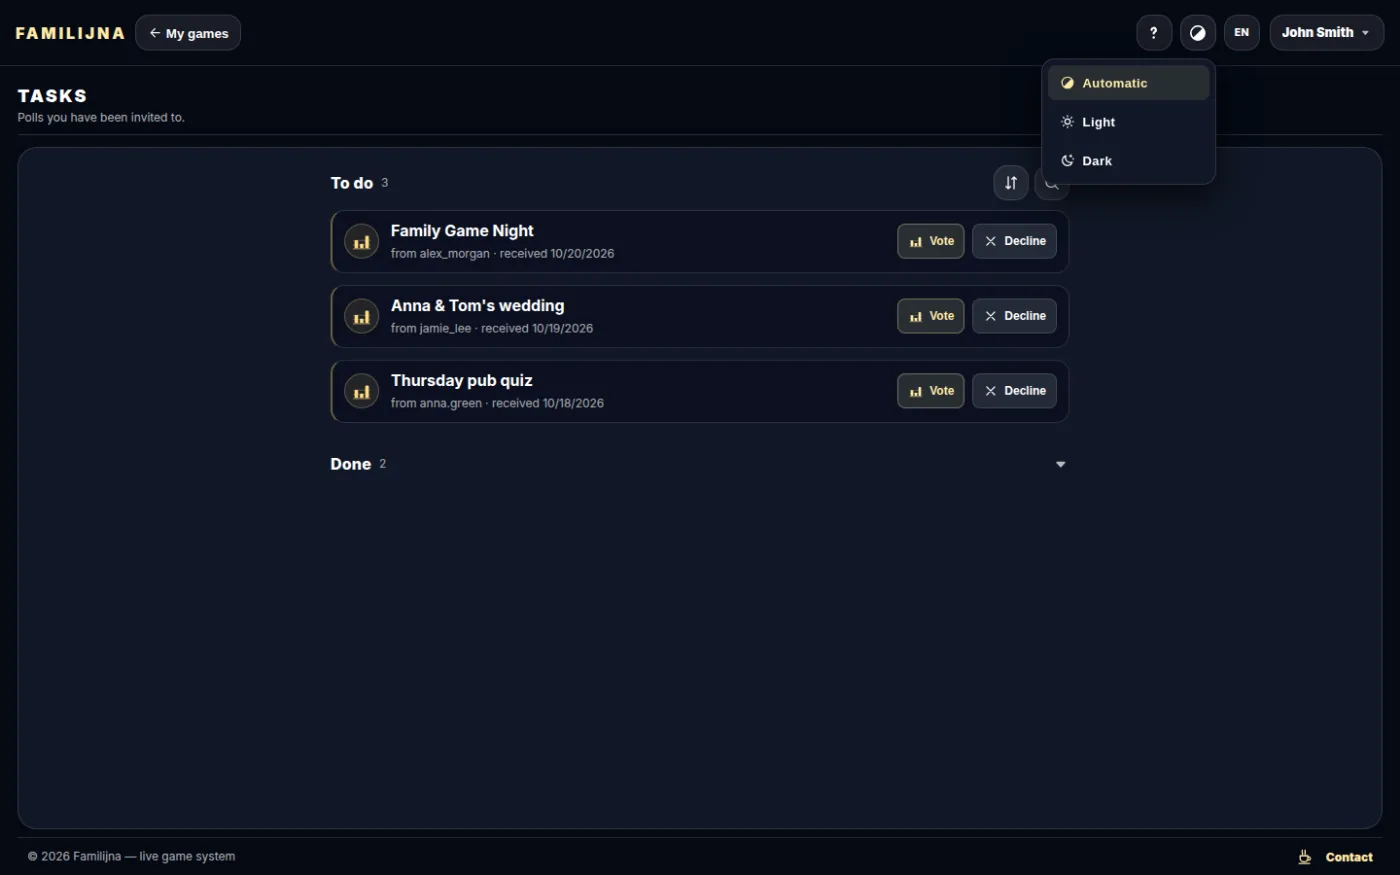 FAMILIJNA
← My games
?
EN
John Smith
Automatic
Light
Dark
TASKS
Polls you have been invited to.
To do 3
Family Game Night
from alex_morgan · received 10/20/2026
Vote
Decline
Anna & Tom's wedding
from jamie_lee · received 10/19/2026
Vote
Decline
Thursday pub quiz
from anna.green · received 10/18/2026
Vote
Decline
Done 2
© 2026 Familijna — live game system
Contact